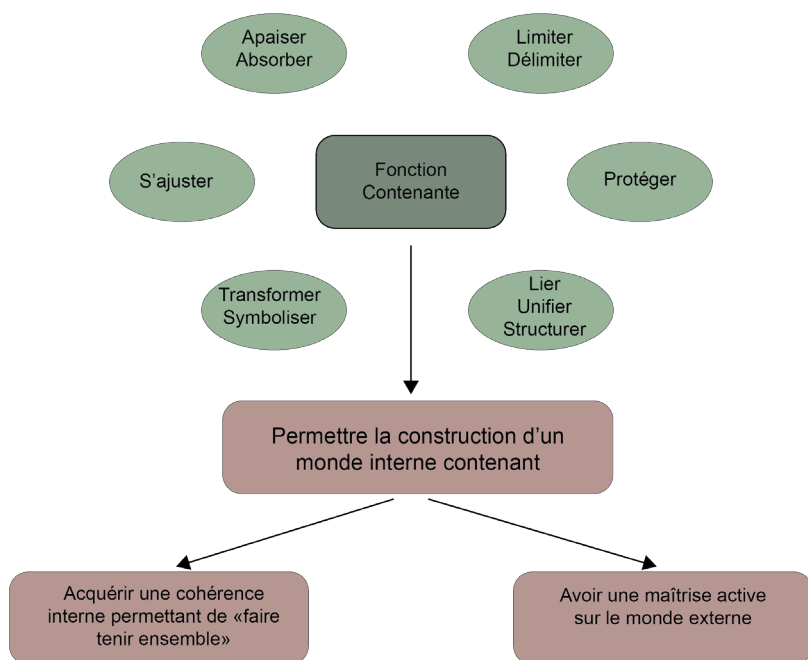 Apaiser
Absorber
Limiter
Délimiter
S’ajuster
Fonction
Contenante
Protéger
Transformer
Symboliser
Lier
Unifier
Structurer
Permettre la construction d’un
monde interne contenant
Acquérir une cohérence
interne permettant de «faire
tenir ensemble»
Avoir une maîtrise active
sur le monde externe